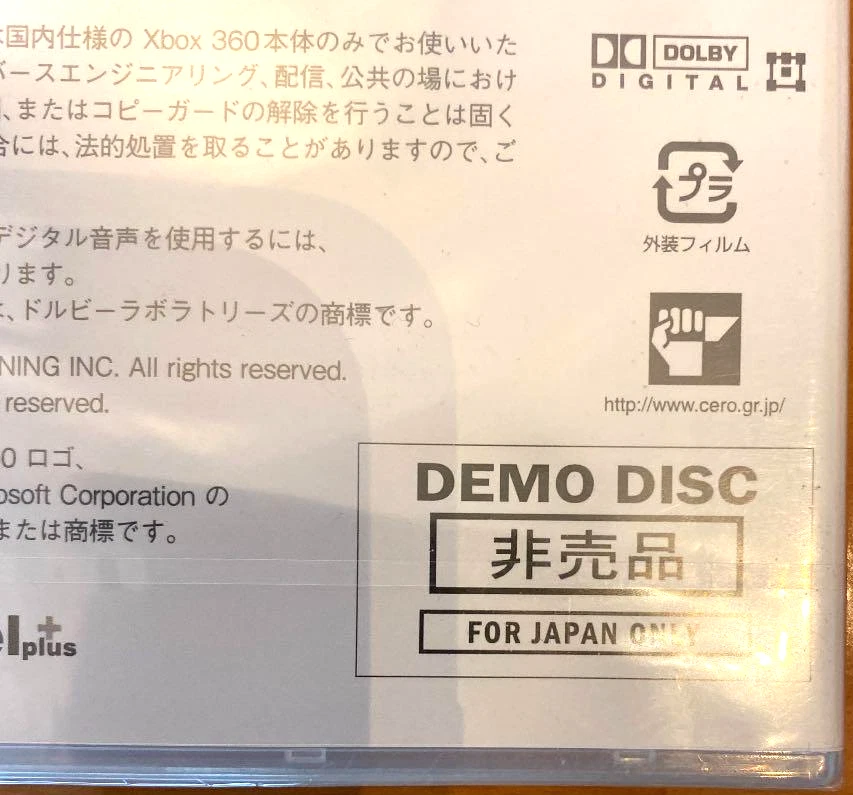 本国内仕様の Xbox 360本体のみでお使いいた
バースエンジニアリング、配信、公共の場におけ
、またはコピーガードの解除を行うことは固く
合には、法的処置を取ることがありますので、ご
デジタル音声を使用するには、
ります。
は、ドルビーラボラトリーズの商標です。
NING INC. All rights reserved.
reserved.
0 ロゴ、
osoft Corporation の
または商標です。
el plus
DOLBY
DIGITAL
プラ
外装フィルム
http://www.cero.gr.jp/
DEMO DISC
非売品
FOR JAPAN ONLY